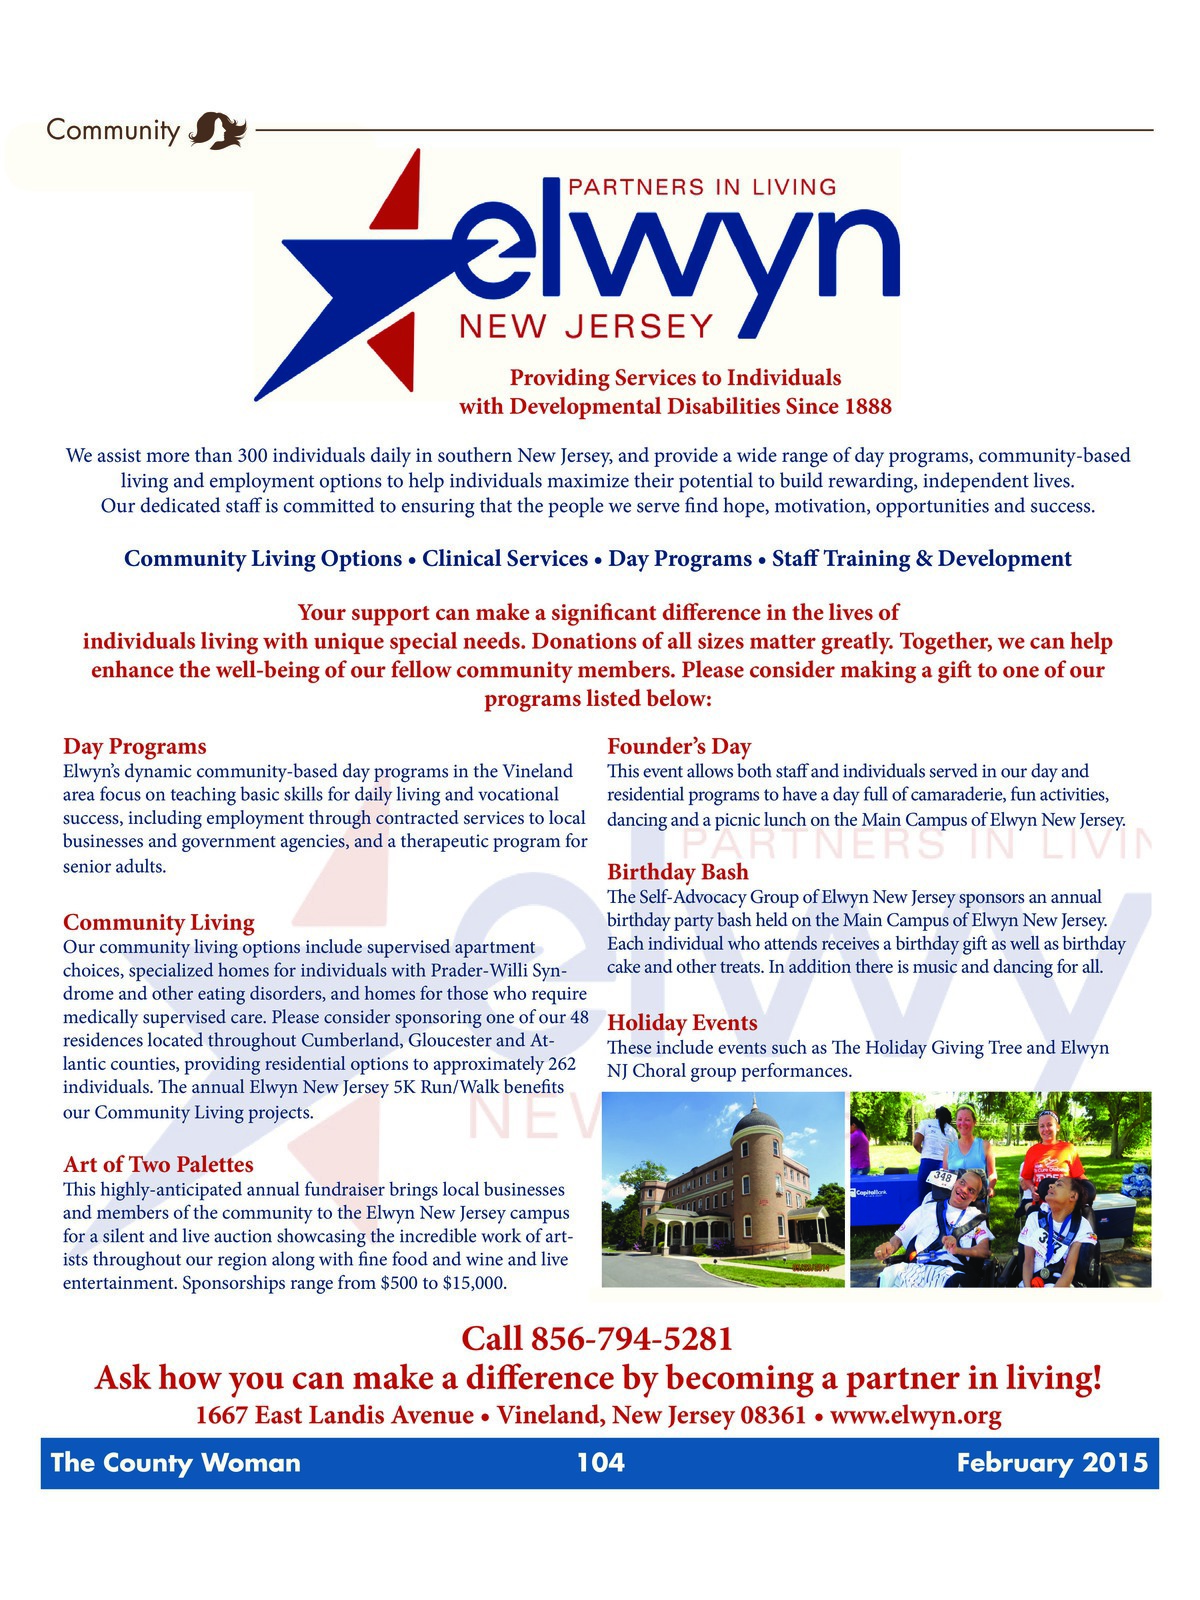 Community
PARTNERS IN LIVING
elwyn
NEW JERSEY
Providing Services to Individuals
with Developmental Disabilities Since 1888
We assist more than 300 individuals daily in southern New Jersey, and provide a wide range of day programs, community-based
living and employment options to help individuals maximize their potential to build rewarding, independent lives.
Our dedicated staff is committed to ensuring that the people we serve find hope, motivation, opportunities and success.
Community Living Options • Clinical Services • Day Programs • Staff Training & Development
Your support can make a significant difference in the lives of
individuals living with unique special needs. Donations of all sizes matter greatly. Together, we can help
enhance the well-being of our fellow community members. Please consider making a gift to one of our
programs listed below:
Day Programs
Elwyn's dynamic community-based day programs in the Vineland
area focus on teaching basic skills for daily living and vocational
success, including employment through contracted services to local
businesses and government agencies, and a therapeutic program for
senior adults.
Community Living
Our community living options include supervised apartment
choices, specialized homes for individuals with Prader-Willi Syn-
drome and other eating disorders, and homes for those who require
medically supervised care. Please consider sponsoring one of our 48
residences located throughout Cumberland, Gloucester and At-
lantic counties, providing residential options to approximately 262
individuals. The annual Elwyn New Jersey 5K Run/Walk benefits
our Community Living projects.
Art of Two Palettes
This highly-anticipated annual fundraiser brings local businesses
and members of the community to the Elwyn New Jersey campus
for a silent and live auction showcasing the incredible work of art-
ists throughout our region along with fine food and wine and live
entertainment. Sponsorships range from $500 to $15,000.
Founder's Day
This event allows both staff and individuals served in our day and
residential programs to have a day full of camaraderie, fun activities,
dancing and a picnic lunch on the Main Campus of Elwyn New Jersey.
PARTNERS IN LIVIN
elwy
NEW
Birthday Bash
The Self-Advocacy Group of Elwyn New Jersey sponsors an annual
birthday party bash held on the Main Campus of Elwyn New Jersey.
Each individual who attends receives a birthday gift as well as birthday
cake and other treats. In addition there is music and dancing for all.
Holiday Events
These include events such as The Holiday Giving Tree and Elwyn
NJ Choral group performances.
CapitalBank
348
Call 856-794-5281
Ask how you can make a difference by becoming a partner in living!
1667 East Landis Avenue • Vineland, New Jersey 08361 • www.elwyn.org
The County Woman 104 February 2015